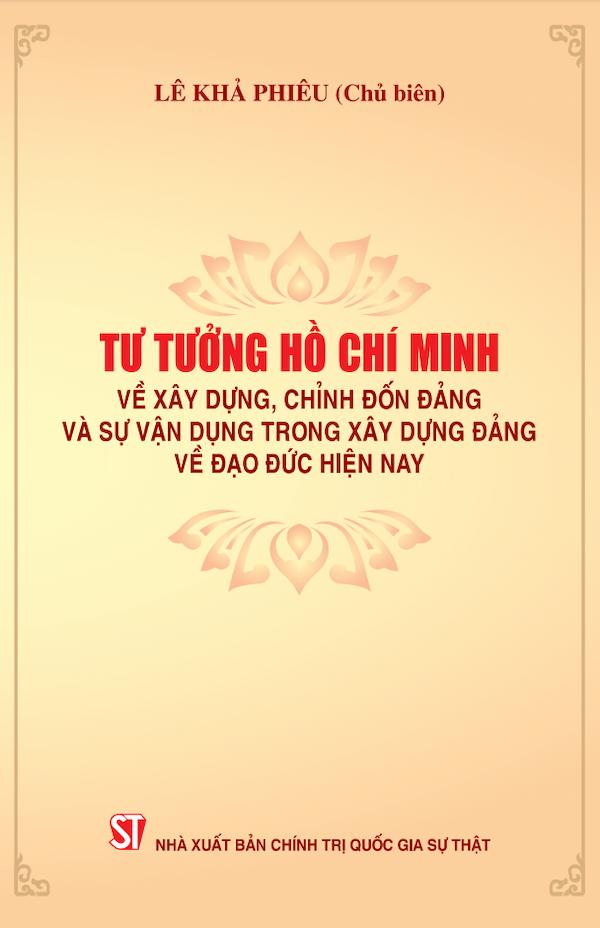 LÊ KHẢ PHIÊU (Chủ biên)
TƯ TƯỞNG HỒ CHÍ MINH
VỀ XÂY DỰNG, CHỈNH ĐỐN ĐẢNG
VÀ SỰ VẬN DỤNG TRONG XÂY DỰNG ĐẢNG
VỀ ĐẠO ĐỨC HIỆN NAY
ST NHÀ XUẤT BẢN CHÍNH TRỊ QUỐC GIA SỰ THẬT